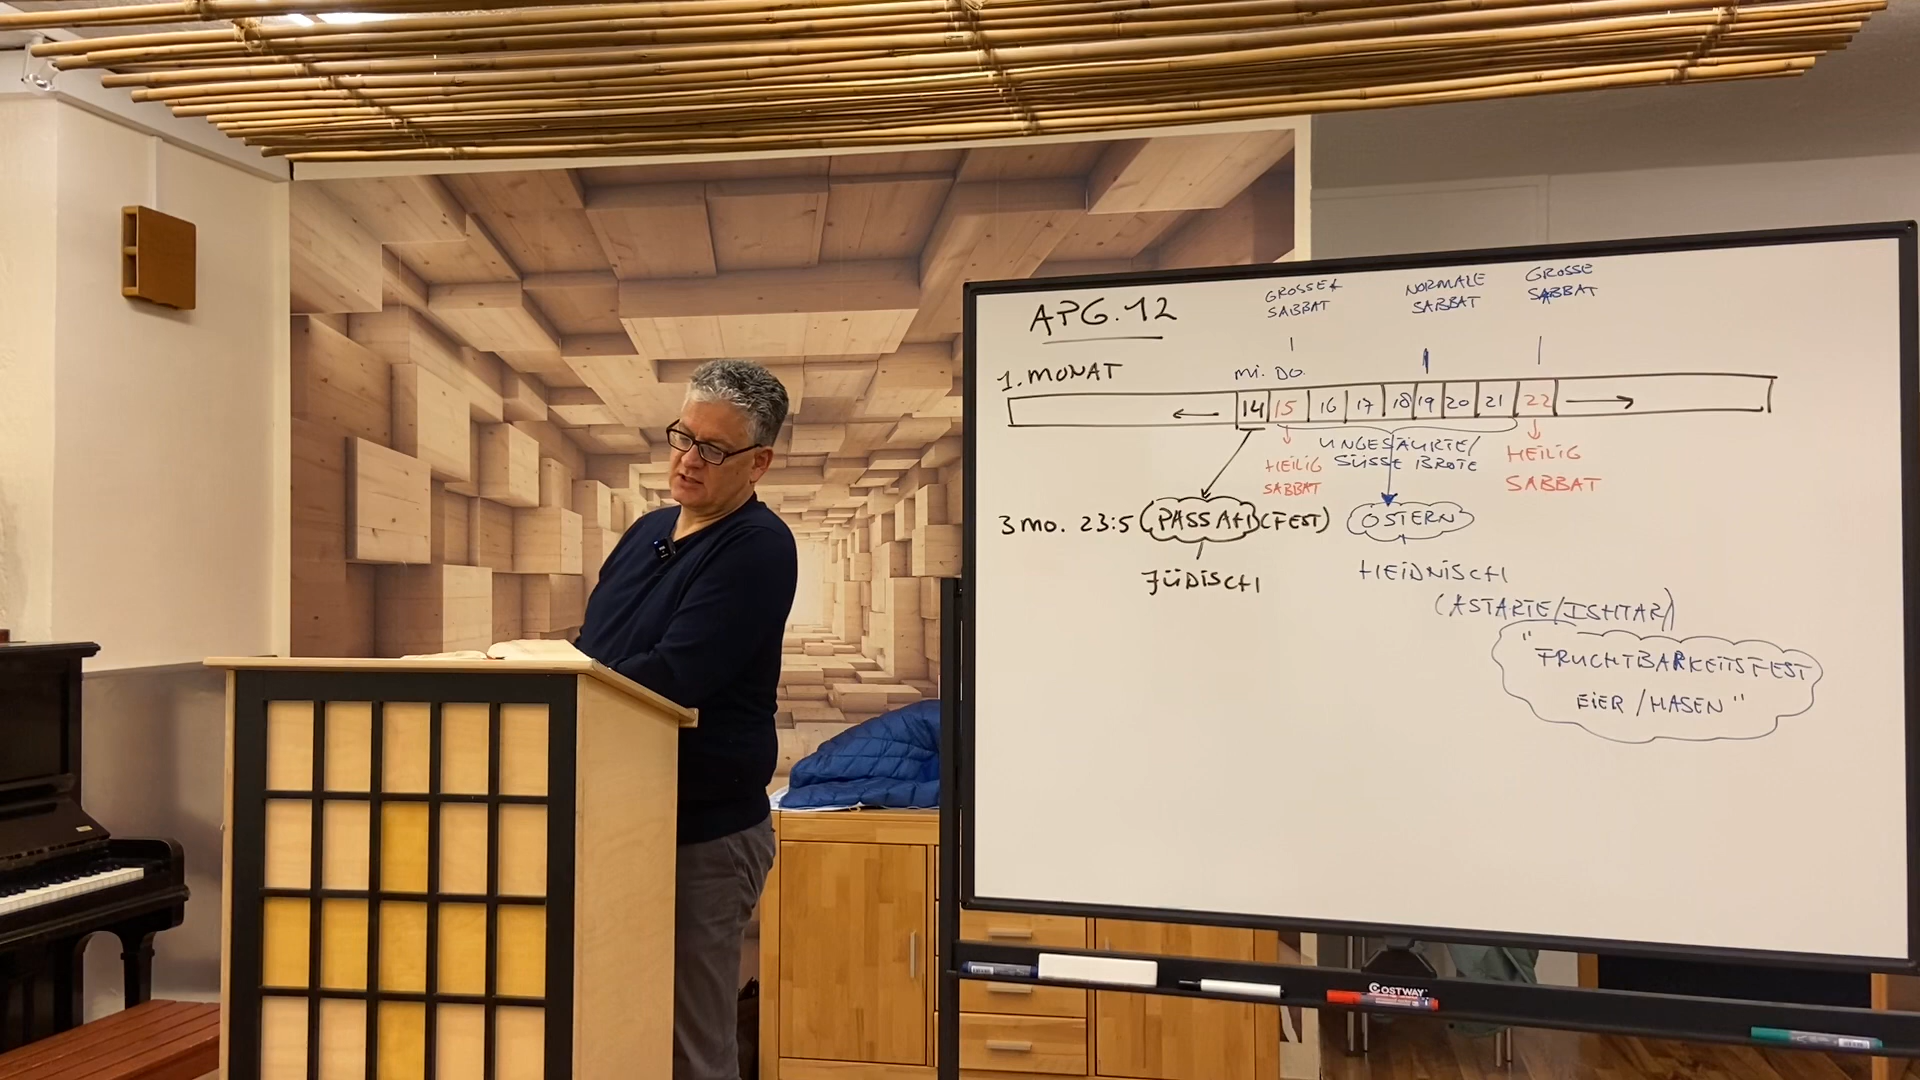 APG. 12
GROSSER
SABBAT
NORMALE
SABBAT
GROSSE
SABBAT
1. MONAT
Mi. DO.
14 15 16 17 18 19 20 21 22
UNGESÄURTE/
SÜSSE BROTE
HEILIG
SABBAT
HEILIG
SABBAT
3 MO. 23:5 (PASSAH (FEST)
OSTERN
JÜDISCH
HEIDNISCH
(ASTARTE/ISHTAR)
"FRUCHTBARKEITSFEST
EIER / HASEN"
COSTWAY